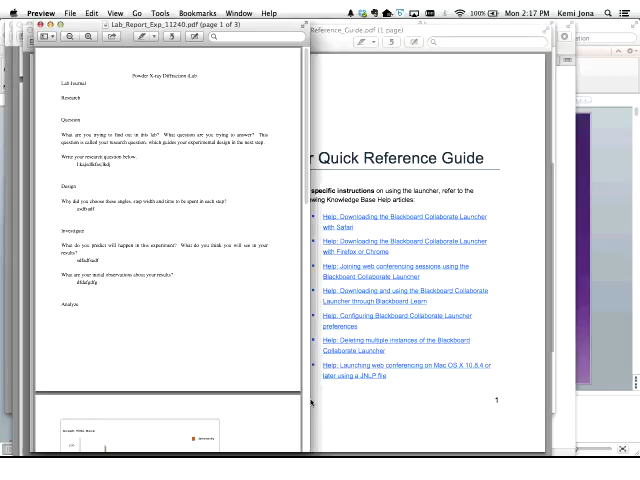 Preview File Edit View Go Tools Bookmarks Window Help
100% Mon 2:17 PM Kemi Jona
Lab_Report_Exp_11240.pdf (page 1 of 3)
Reference_Guide.pdf (1 page)
Powder X-ray Diffraction iLab
Lab Journal
Research
Question
What are you trying to find out in this lab? What question are you trying to answer? This
question is called your research question, which guides your experimental design in the next step.
Write your research question below.
Design
Why did you choose these angles, step width and time to be spent in each step?
asdfsadf
Investigate
What do you predict will happen in this experiment? What do you think you will see in your
results?
sdfsdfsadf
What are your initial observations about your results?
Analyze
r Quick Reference Guide
specific instructions on using the launcher, refer to the
wing Knowledge Base Help articles:
Help: Downloading the Blackboard Collaborate Launcher
with Safari
Help: Downloading the Blackboard Collaborate Launcher
with Firefox or Chrome
Help: Joining web conferencing sessions using the
Blackboard Collaborate Launcher
Help: Downloading and using the Blackboard Collaborate
Launcher through Blackboard Learn
Help: Configuring Blackboard Collaborate Launcher
preferences
Help: Deleting multiple instances of the Blackboard
Collaborate Launcher
Help: Launching web conferencing on Mac OS X 10.8.4 or
later using a JNLP file
1